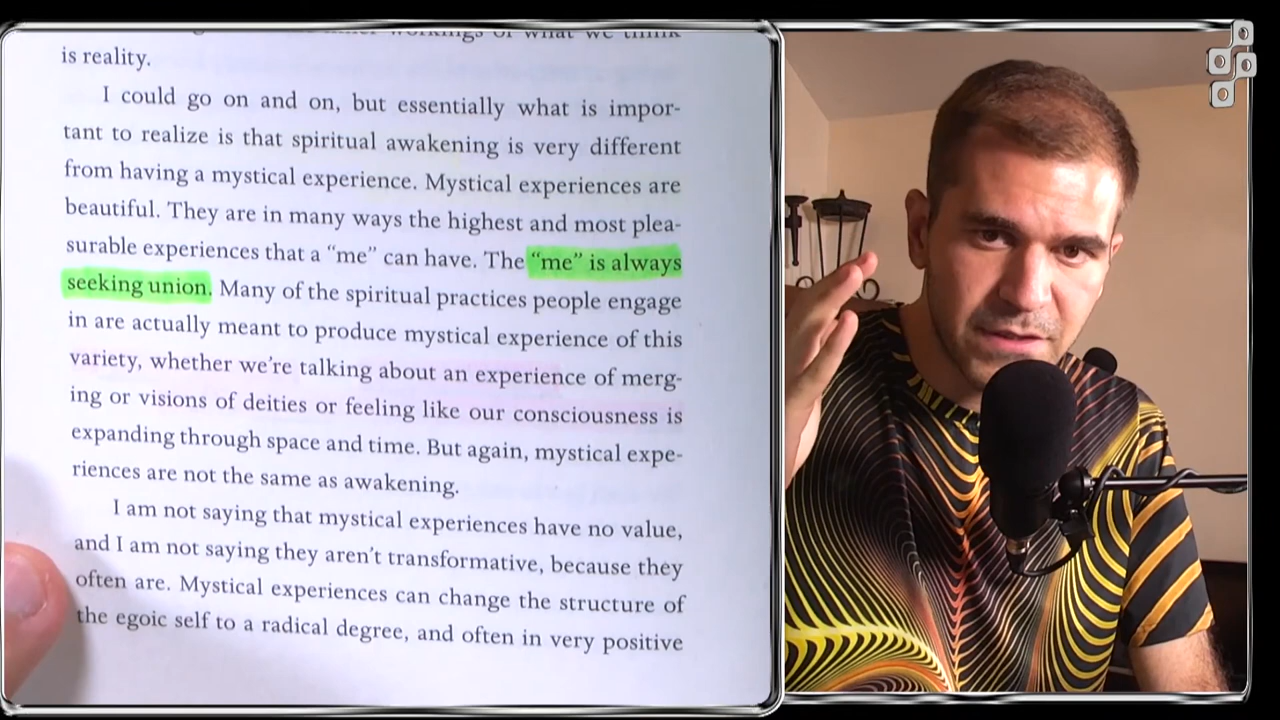 workings of what we think
is reality.
I could go on and on, but essentially what is impor-
tant to realize is that spiritual awakening is very different
from having a mystical experience. Mystical experiences are
beautiful. They are in many ways the highest and most plea-
surable experiences that a “me” can have. The “me” is always
seeking union. Many of the spiritual practices people engage
in are actually meant to produce mystical experience of this
variety, whether we’re talking about an experience of merg-
ing or visions of deities or feeling like our consciousness is
expanding through space and time. But again, mystical expe-
riences are not the same as awakening.
I am not saying that mystical experiences have no value,
and I am not saying they aren’t transformative, because they
often are. Mystical experiences can change the structure of
the egoic self to a radical degree, and often in very positive